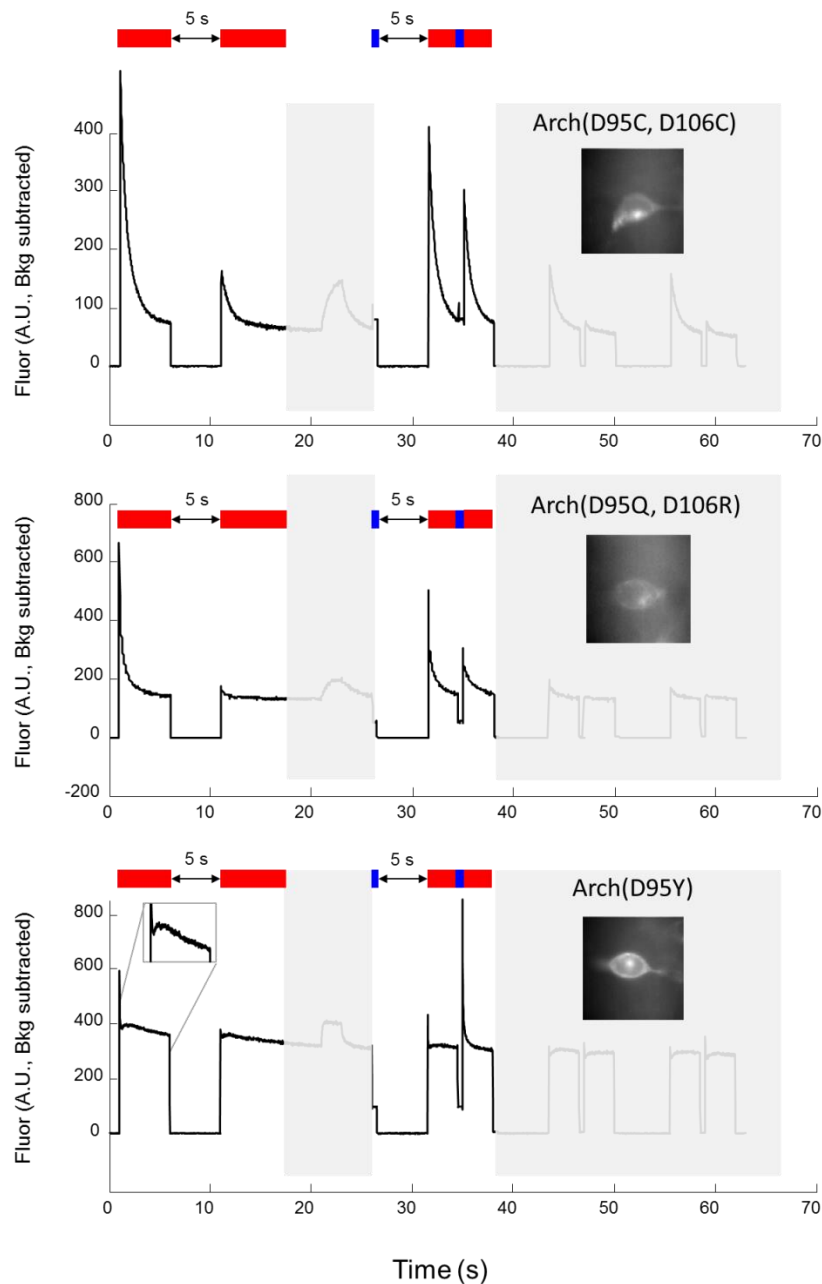 5 s
5 s
Arch(D95C, D106C)
Fluor (A.U., Bkg subtracted)
400
300
200
100
0
0 10 20 30 40 50 60 70
5 s
5 s
Arch(D95Q, D106R)
Fluor (A.U., Bkg subtracted)
800
600
400
200
0
-200
0 10 20 30 40 50 60 70
5 s
5 s
Arch(D95Y)
Fluor (A.U., Bkg subtracted)
800
600
400
200
0
0 10 20 30 40 50 60 70
Time (s)